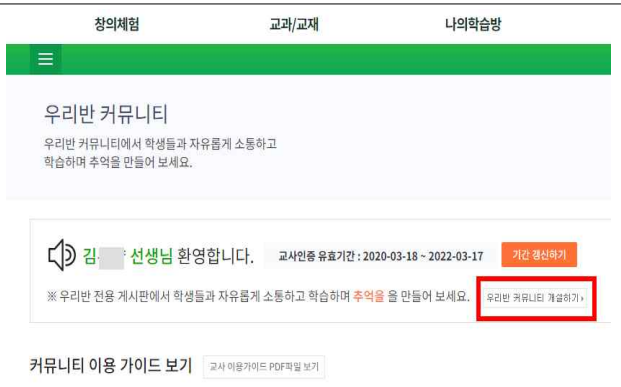 창의체험 교과/교재 나의학습방
우리반 커뮤니티
우리반 커뮤니티에서 학생들과 자유롭게 소통하고
학습하며 추억을 만들어 보세요.
김 선생님 환영합니다. 교사인증 유효기간 : 2020-03-18 ~ 2022-03-17 기간 갱신하기
※ 우리반 전용 게시판에서 학생들과 자유롭게 소통하고 학습하며 추억을 을 만들어 보세요. 우리반 커뮤니티 개설하기 ›
커뮤니티 이용 가이드 보기 교사 이용가이드 PDF파일 보기